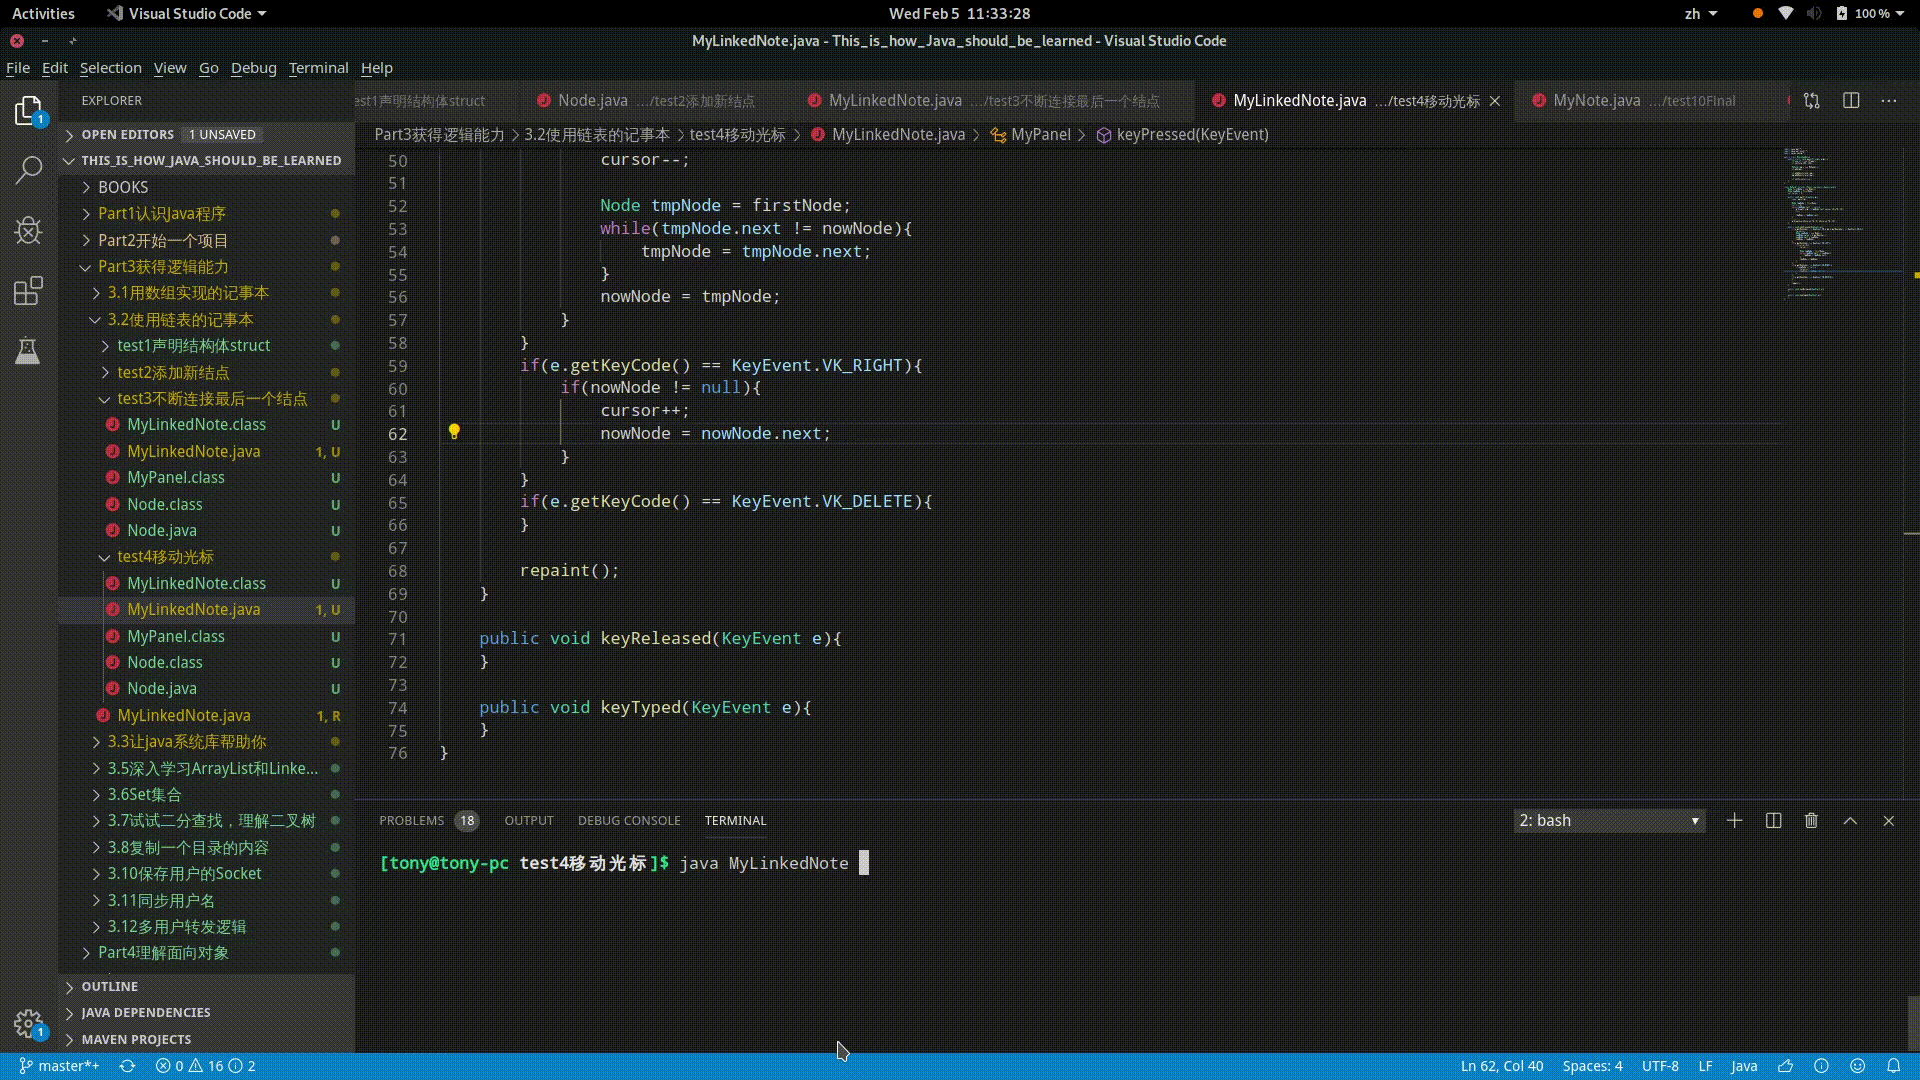 Activities Visual Studio Code Wed Feb 5 11:33:28 zh 100 %
MyLinkedNote.java - This_is_how_Java_should_be_learned - Visual Studio Code
File Edit Selection View Go Debug Terminal Help
EXPLORER
OPEN EDITORS 1 UNSAVED
THIS_IS_HOW_JAVA_SHOULD_BE_LEARNED
BOOKS
Part1认识Java程序
Part2开始一个项目
Part3获得逻辑能力
3.1用数组实现的记事本
3.2使用链表的记事本
test1声明结构体struct
test2添加新结点
test3不断连接最后一个结点
MyLinkedNote.class U
MyLinkedNote.java 1, U
MyPanel.class U
Node.class U
Node.java U
test4移动光标
MyLinkedNote.class U
MyLinkedNote.java 1, U
MyPanel.class U
Node.class U
Node.java U
MyLinkedNote.java 1, R
3.3让java系统库帮助你
3.5深入学习ArrayList和Linke...
3.6Set集合
3.7试试二分查找，理解二叉树
3.8复制一个目录的内容
3.10保存用户的Socket
3.11同步用户名
3.12多用户转发逻辑
Part4理解面向对象
OUTLINE
JAVA DEPENDENCIES
MAVEN PROJECTS
est1声明结构体struct Node.java .../test2添加新结点 MyLinkedNote.java .../test3不断连接最后一个结点 MyLinkedNote.java .../test4移动光标 MyNote.java .../test10FInal
Part3获得逻辑能力 > 3.2使用链表的记事本 > test4移动光标 > MyLinkedNote.java > MyPanel > keyPressed(KeyEvent)
50 cursor--;
51
52 Node tmpNode = firstNode;
53 while(tmpNode.next != nowNode){
54 tmpNode = tmpNode.next;
55 }
56 nowNode = tmpNode;
57 }
58 }
59 if(e.getKeyCode() == KeyEvent.VK_RIGHT){
60 if(nowNode != null){
61 cursor++;
62 nowNode = nowNode.next;
63 }
64 }
65 if(e.getKeyCode() == KeyEvent.VK_DELETE){
66 }
67
68 repaint();
69 }
70
71 public void keyReleased(KeyEvent e){
72 }
73
74 public void keyTyped(KeyEvent e){
75 }
76 }
PROBLEMS 18 OUTPUT DEBUG CONSOLE TERMINAL 2: bash
[tony@tony-pc test4移动光标]$ java MyLinkedNote
master*+ 0 16 2 Ln 62, Col 40 Spaces: 4 UTF-8 LF Java
1
1